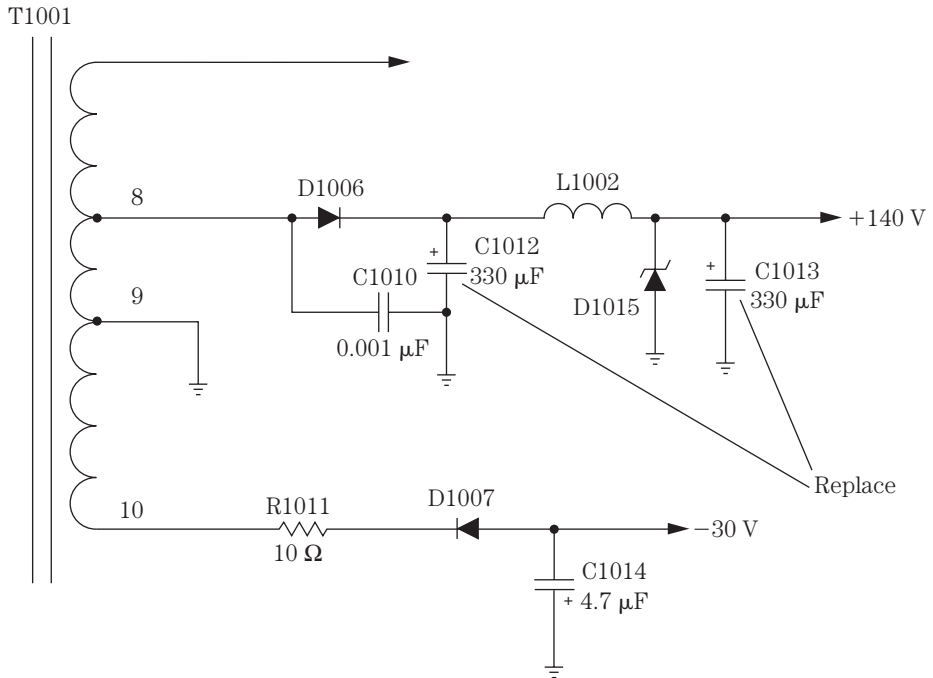 T1001
8
D1006
L1002
+140 V
+
C1012
330 μF
C1010
0.001 μF
D1015
+
C1013
330 μF
9
Replace
10
R1011
10 Ω
D1007
−30 V
C1014
+ 4.7 μF